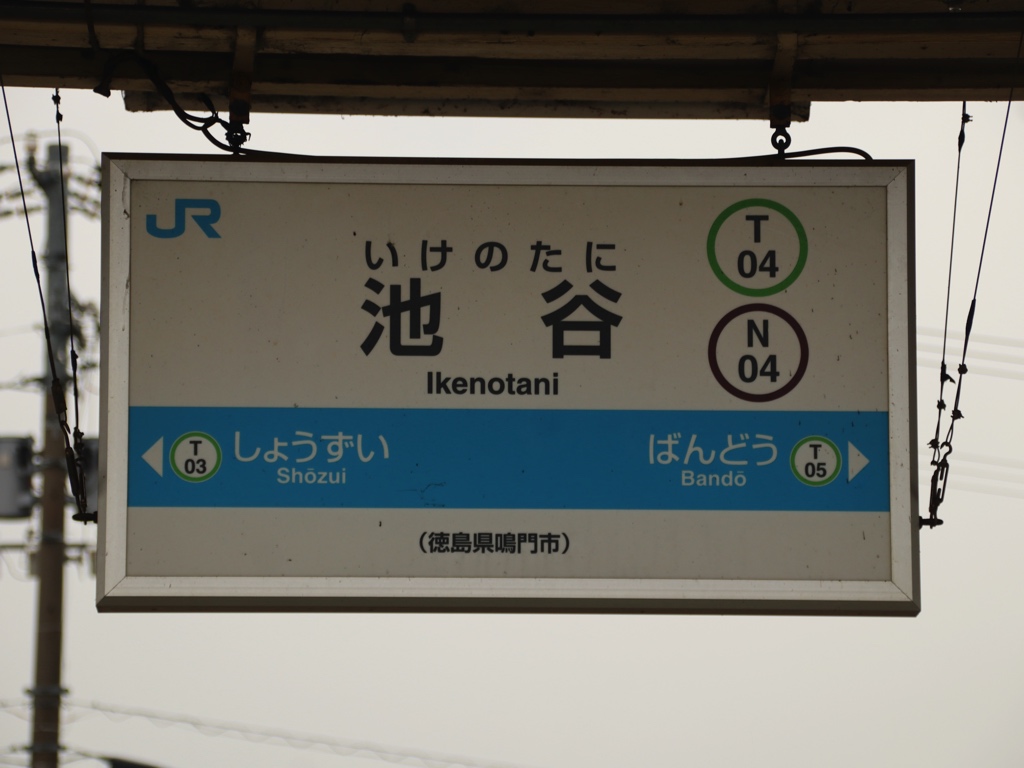 JR
いけのたに
池谷
Ikenotani
T
04
N
04
T
03
しょうずい
Shōzui
ばんどう
Bandō
T
05
（徳島県鳴門市）